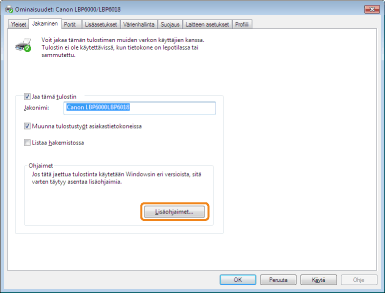 Ominaisuudet: Canon LBP6000/LBP6018
Yleiset Jakaminen Portit Lisäasetukset Värienhallinta Suojaus Laitteen asetukset Profiili
Voit jakaa tämän tulostimen muiden verkon käyttäjien kanssa.
Tulostin ei ole käytettävissä, kun tietokone on lepotilassa tai
sammutettu.
Jaa tämä tulostin
Jakonimi: Canon LBP6000/LBP6018
Muunna tulostustyöt asiakastietokoneissa
Listaa hakemistossa
Ohjaimet
Jos tätä jaettua tulostinta käytetään Windowsin eri versioista, sitä
varten täytyy asentaa lisäohjaimia.
Lisäohjaimet...
OK Peruuta Käytä Ohje